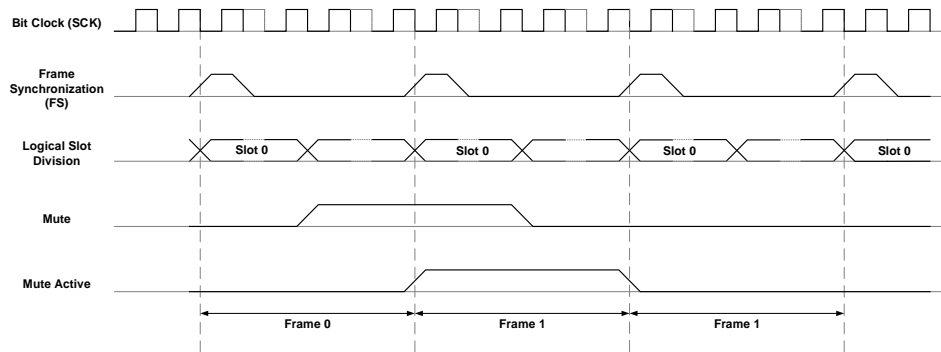 Bit Clock (SCK)
Frame
Synchronization
(FS)
Logical Slot
Division
Slot 0
Slot 0
Slot 0
Slot 0
Mute
Mute Active
Frame 0
Frame 1
Frame 1